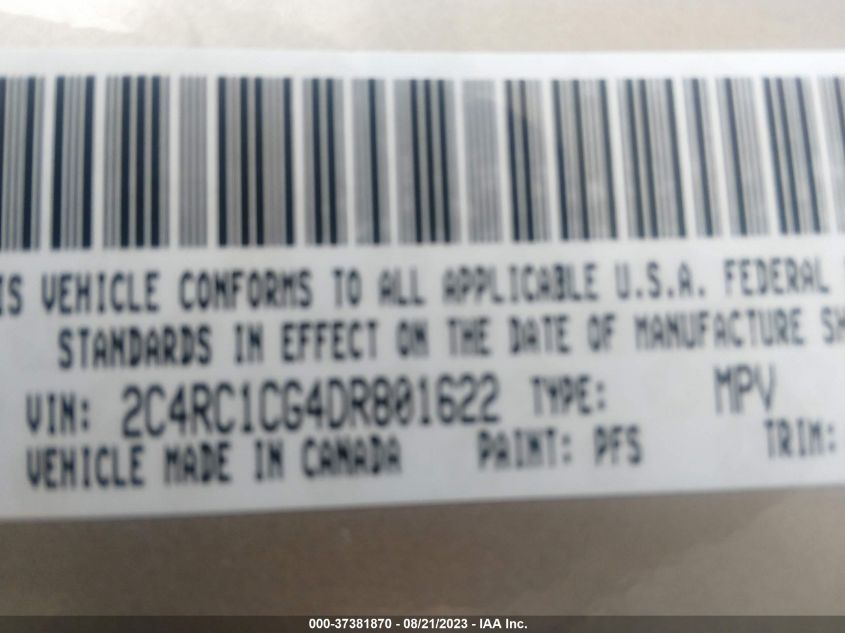 IS VEHICLE CONFORMS TO ALL APPLICABLE U.S.A. FEDERAL
STANDARDS IN EFFECT ON THE DATE OF MANUFACTURE SH
VIN: 2C4RC1CG4DR801622 TYPE: MPV
VEHICLE MADE IN CANADA PAINT: PFS TRIM:
000-37381870 - 08/21/2023 - IAA Inc.